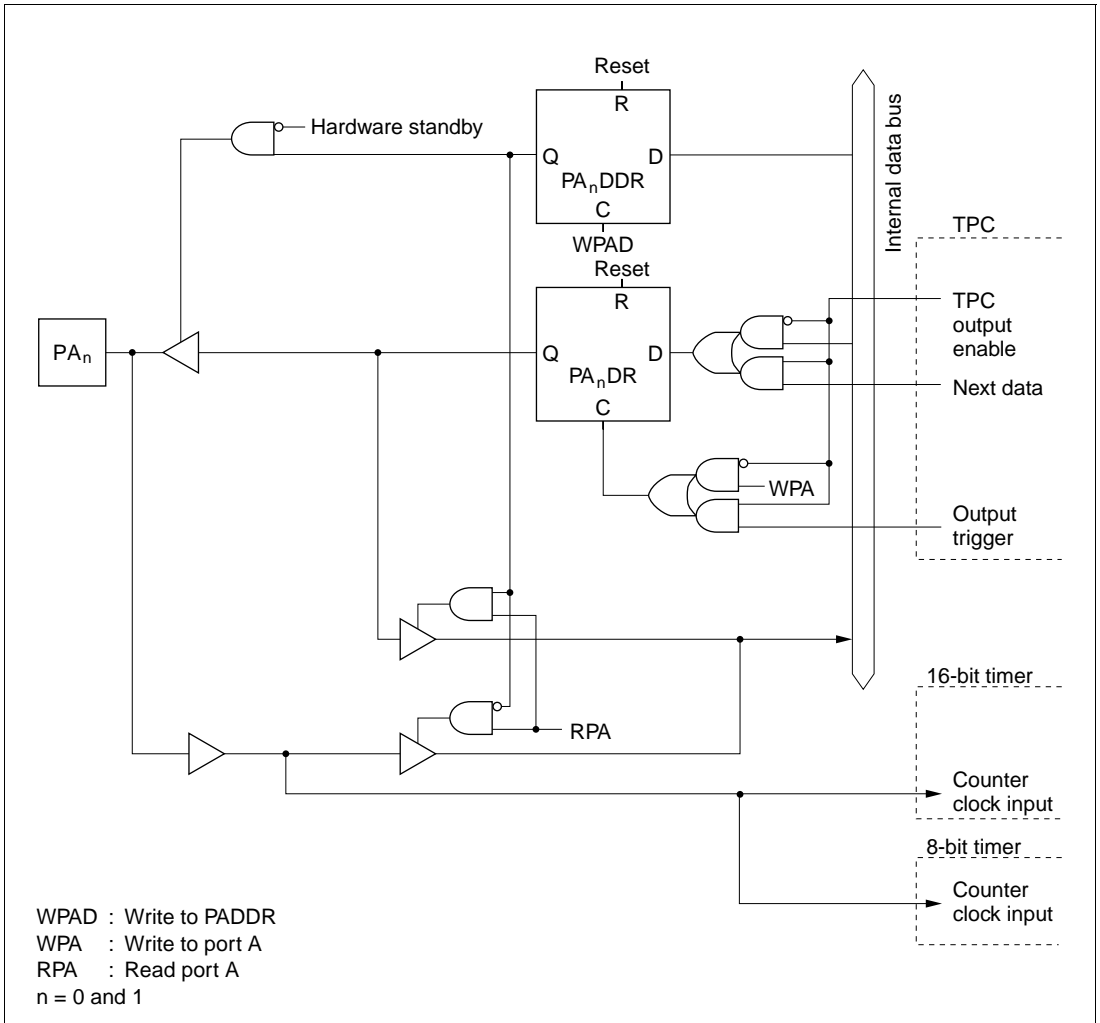 Reset
R
Hardware standby
Q
D
PAnDDR
C
WPAD
Internal data bus
TPC
Reset
R
TPC
output
enable
PAn
Q
D
PAnDR
Next data
C
WPA
Output
trigger
16-bit timer
RPA
Counter
clock input
8-bit timer
Counter
clock input
WPAD : Write to PADDR
WPA : Write to port A
RPA : Read port A
n = 0 and 1